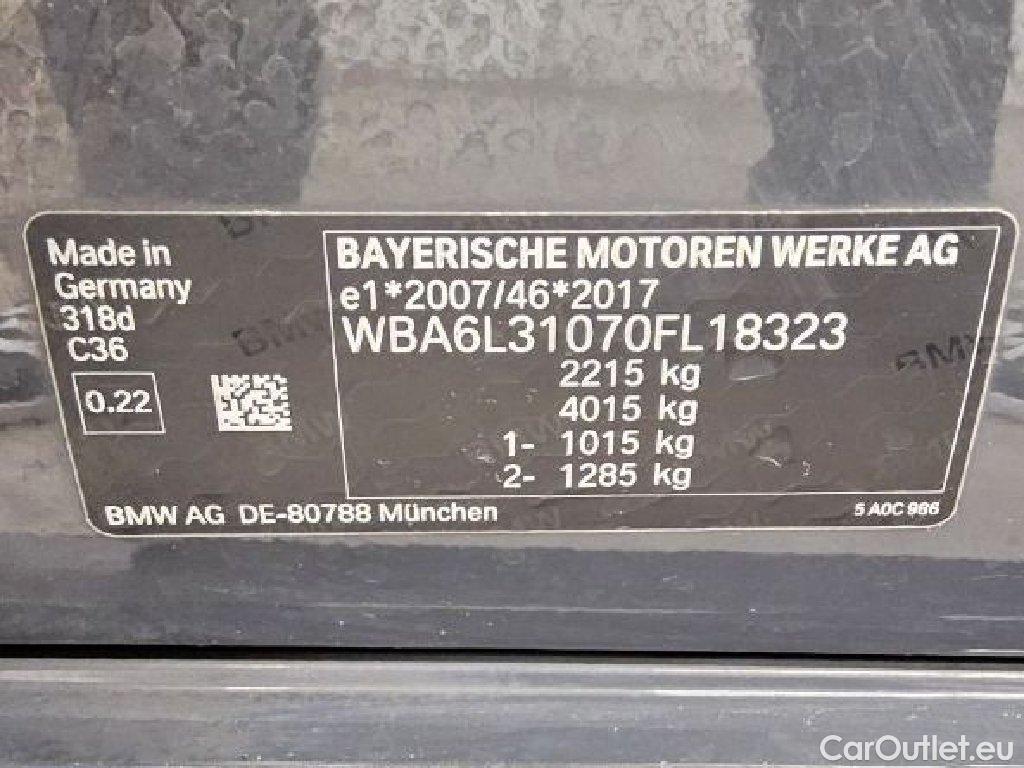 Made in
Germany
318d
C36
0.22
BAYERISCHE MOTOREN WERKE AG
e1*2007/46*2017
WBA6L31070FL18323
2215 kg
4015 kg
1- 1015 kg
2- 1285 kg
BMW AG DE-80788 München
5 A0C 986
CarOutlet.eu